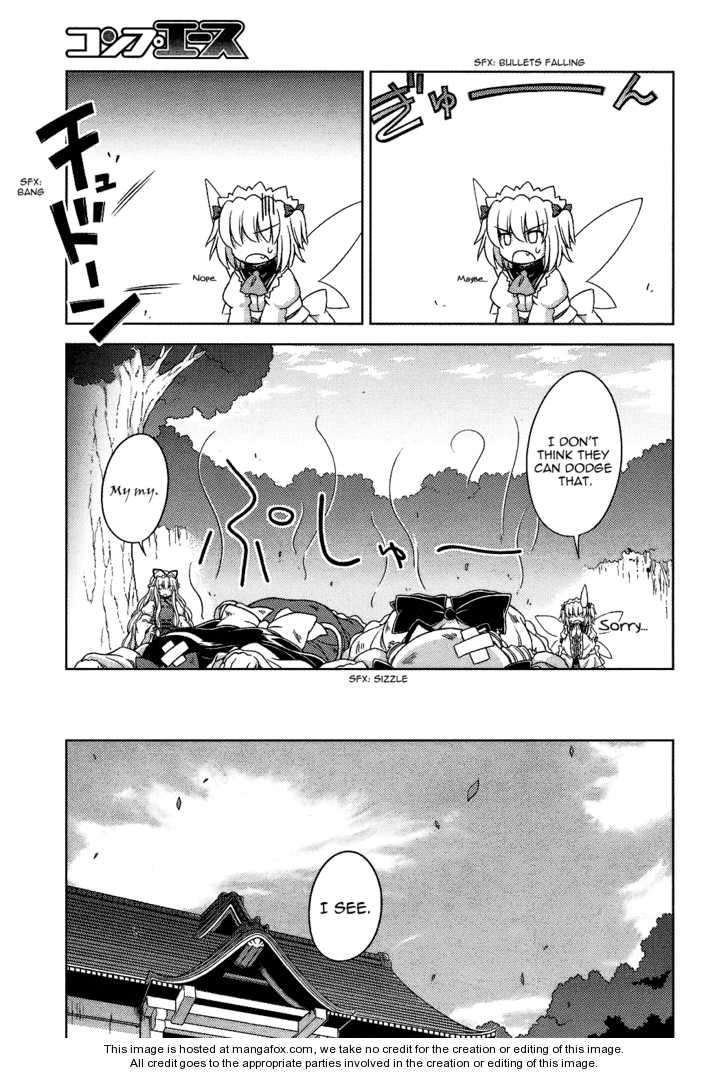 コンプエース
SFX: BULLETS FALLING
ぎゅーーん
Maybe...
SFX:
BANG
チュドーン
Nope.
I DON'T
THINK THEY
CAN DODGE
THAT.
My my.
ぷしゅー
Sorry...
SFX: SIZZLE
I SEE.
This image is hosted at mangafox.com, we take no credit for the creation or editing of this image.
All credit goes to the appropriate parties involved in the creation or editing of this image.